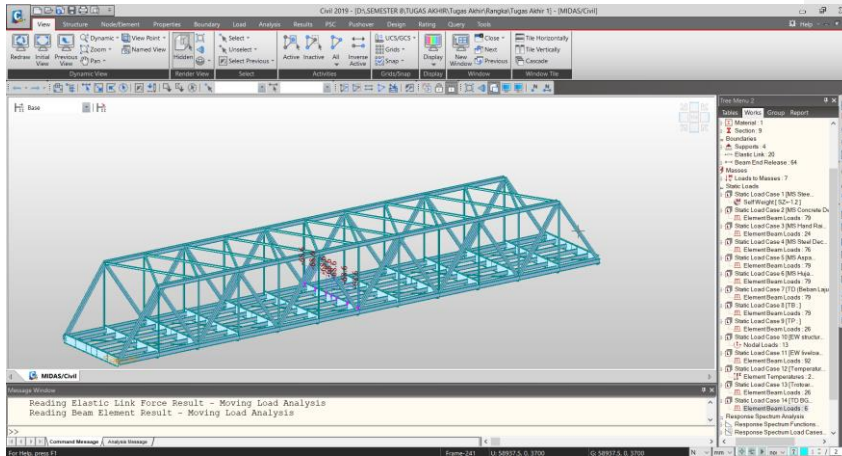 Civil 2019 - [D:\,SEMESTER 8\TUGAS AKHIR\Tugas Akhir\Rangka\Tugas Akhir 1] - [MIDAS/Civil]
View Structure Node/Element Properties Boundary Load Analysis Results PSC Pushover Design Rating Query Tools Help
Redraw Initial View Previous View
Dynamic View Point
Zoom Named View
Pan
Dynamic View
Hidden
Render View
Select
Unselect
Select Previous
Select
Active Inactive All Inverse Active
Activities
UCS/GCS
Grids
Snap
Grids/Snap
Display
Display
New Window
Close
Next
Previous
Window
Tile Horizontally
Tile Vertically
Cascade
Window Tile
Base
MIDAS/Civil
Message Window
Reading Elastic Link Force Result - Moving Load Analysis
Reading Beam Element Result - Moving Load Analysis
>>
Command Message Analysis Message
For Help, press F1
Frame-241
U: 58937.5, 0, 3700
G: 58937.5, 0, 3700
N mm
Tree Menu 2
Tables Works Group Report
Material : 1
Section : 9
Boundaries
Supports : 4
Elastic Link : 20
Beam End Release : 64
Masses
Loads to Masses : 7
Static Loads
Static Load Case 1 [MS Stee...
Self Weight [ SZ=-1.2 ]
Static Load Case 2 [MS Concrete D
Element Beam Loads : 79
Static Load Case 3 [MS Hand Rai...
Element Beam Loads : 24
Static Load Case 4 [MS Steel Dec...
Element Beam Loads : 76
Static Load Case 5 [MS Aspa...
Element Beam Loads : 79
Static Load Case 6 [MS Huja...
Element Beam Loads : 79
Static Load Case 7 [TD (Beban Laju
Element Beam Loads : 79
Static Load Case 8 [TB ; ]
Element Beam Loads : 79
Static Load Case 9 [TP ; ]
Element Beam Loads : 26
Static Load Case 10 [EW structur...
Nodal Loads : 13
Static Load Case 11 [EW liveloa...
Element Beam Loads : 92
Static Load Case 12 [Temperatur...
Element Temperatures : 2..
Static Load Case 13 [Trotoar...
Element Beam Loads : 26
Static Load Case 14 [TD BG...
Element Beam Loads : 6
Response Spectrum Analysis
Response Spectrum Functions..
Response Spectrum Load Cases..